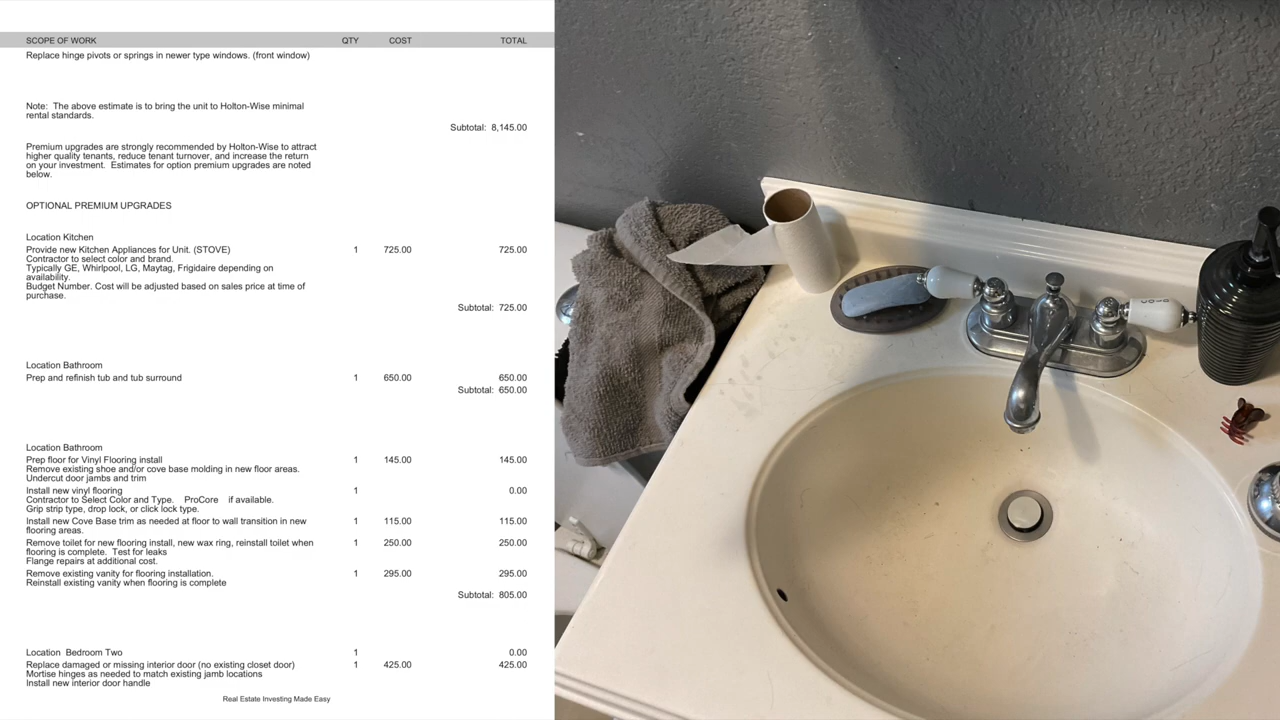 SCOPE OF WORK QTY COST TOTAL
Replace hinge pivots or springs in newer type windows. (front window)
Note: The above estimate is to bring the unit to Holton-Wise minimal
rental standards.
Subtotal: 8,145.00
Premium upgrades are strongly recommended by Holton-Wise to attract
higher quality tenants, reduce tenant turnover, and increase the return
on your investment. Estimates for option premium upgrades are noted
below.
OPTIONAL PREMIUM UPGRADES
Location Kitchen
Provide new Kitchen Appliances for Unit. (STOVE) 1 725.00 725.00
Contractor to select color and brand.
Typically GE, Whirlpool, LG, Maytag, Frigidaire depending on
availability.
Budget Number. Cost will be adjusted based on sales price at time of
purchase.
Subtotal: 725.00
Location Bathroom
Prep and refinish tub and tub surround 1 650.00 650.00
Subtotal: 650.00
Location Bathroom
Prep floor for Vinyl Flooring install 1 145.00 145.00
Remove existing shoe and/or cove base molding in new floor areas.
Undercut door jambs and trim
Install new vinyl flooring 1 0.00
Contractor to Select Color and Type. ProCore if available.
Grip strip type, drop lock, or click lock type.
Install new Cove Base trim as needed at floor to wall transition in new 1 115.00 115.00
flooring areas.
Remove toilet for new flooring install, new wax ring, reinstall toilet when 1 250.00 250.00
flooring is complete. Test for leaks
Flange repairs at additional cost.
Remove existing vanity for flooring installation. 1 295.00 295.00
Reinstall existing vanity when flooring is complete
Subtotal: 805.00
Location Bedroom Two 1 0.00
Replace damaged or missing interior door (no existing closet door) 1 425.00 425.00
Mortise hinges as needed to match existing jamb locations
Install new interior door handle
Real Estate Investing Made Easy